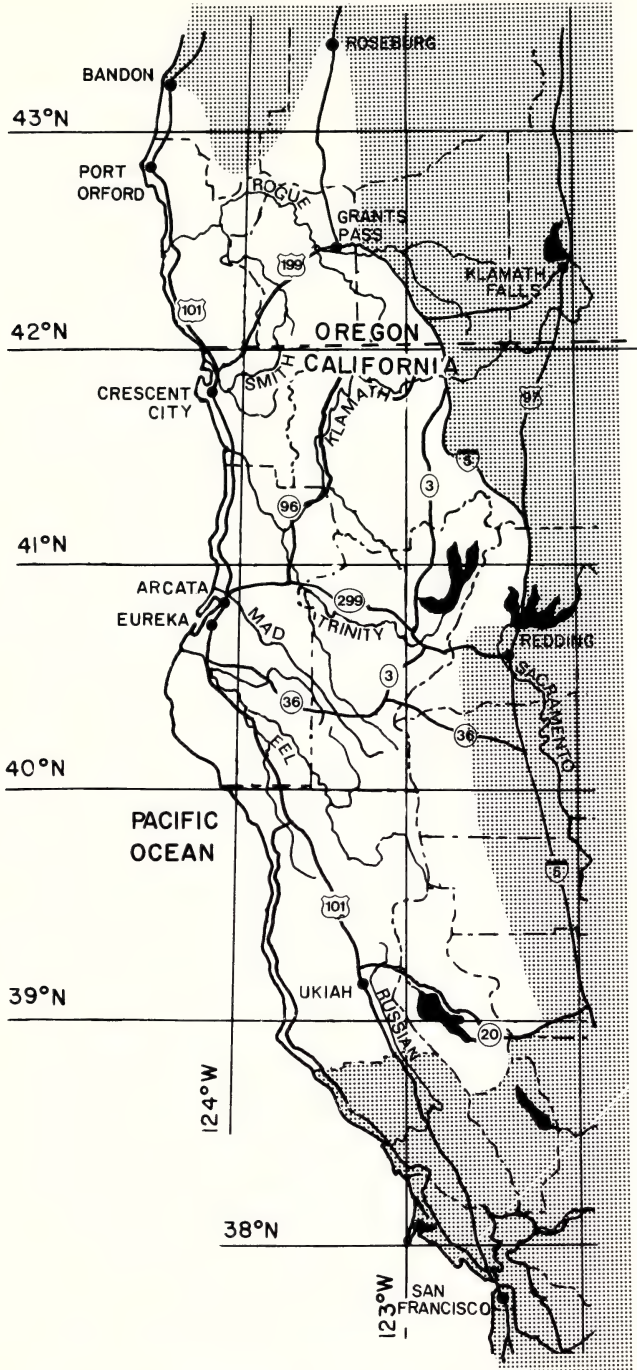 ROSEBURG
BANDON
43°N
PORT
ORFORD
ROGUE
GRANTS
PASS
199
KLAMATH
FALLS
101
OREGON
42°N
CALIFORNIA
SMITH
CRESCENT
CITY
KLAMATH
97
5
3
96
41°N
ARCATA
299
EUREKA
MAD
TRINITY
REDDING
3
SACRAMENTO
36
36
EEL
40°N
PACIFIC
OCEAN
5
101
UKIAH
RUSSIAN
39°N
20
124°W
38°N
123°W
SAN
FRANCISCO